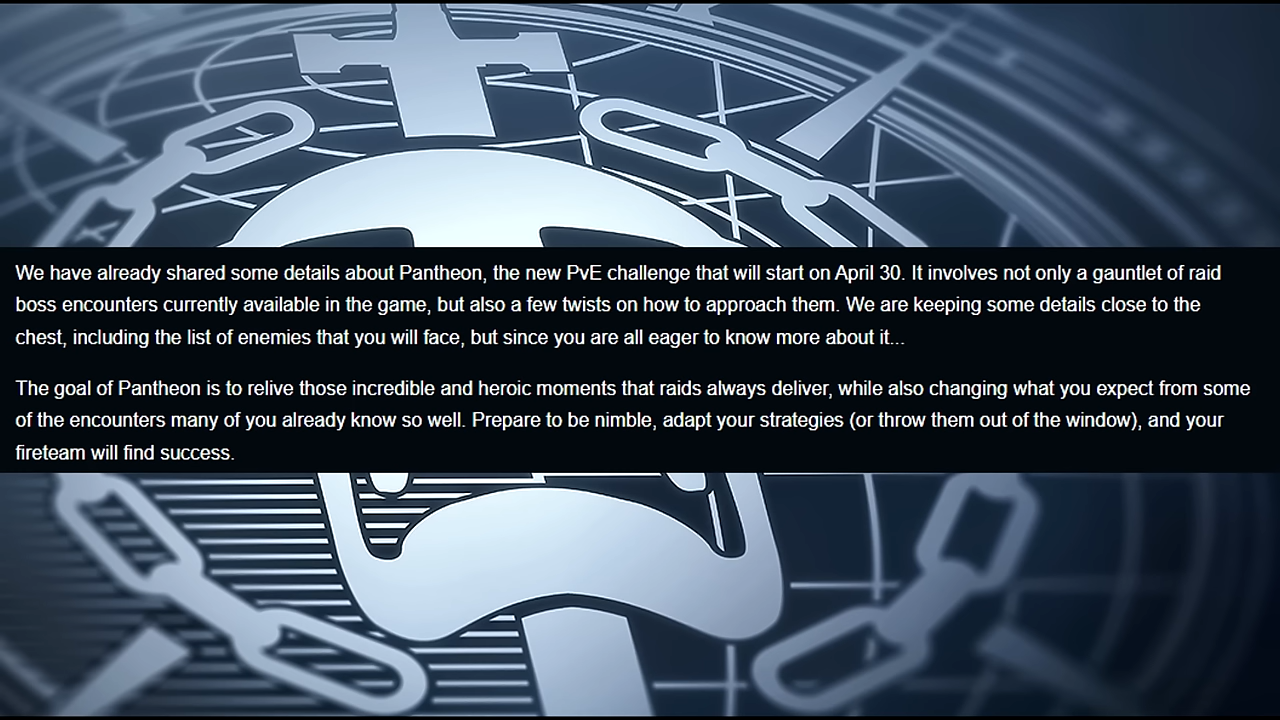 We have already shared some details about Pantheon, the new PvE challenge that will start on April 30. It involves not only a gauntlet of raid
boss encounters currently available in the game, but also a few twists on how to approach them. We are keeping some details close to the
chest, including the list of enemies that you will face, but since you are all eager to know more about it...
The goal of Pantheon is to relive those incredible and heroic moments that raids always deliver, while also changing what you expect from some
of the encounters many of you already know so well. Prepare to be nimble, adapt your strategies (or throw them out of the window), and your
fireteam will find success.